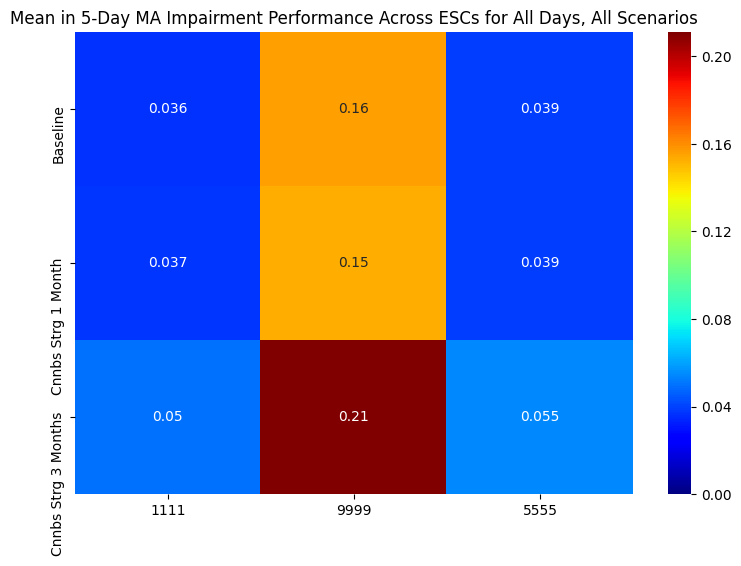 Mean in 5-Day MA Impairment Performance Across ESCs for All Days, All Scenarios
Baseline
0.036 0.16 0.039
Cnnbs Strg 1 Month
0.037 0.15 0.039
Cnnbs Strg 3 Months
0.05 0.21 0.055
1111 9999 5555
0.20
0.16
0.12
0.08
0.04
0.00